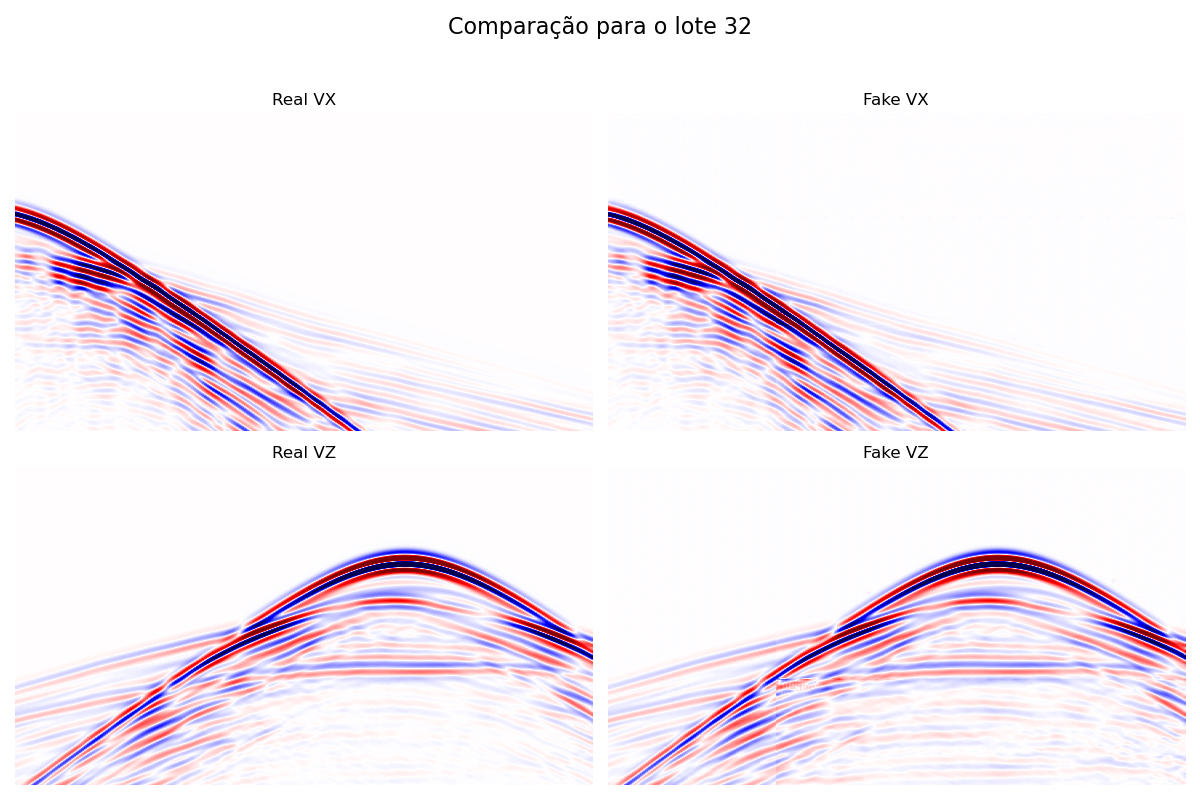 Comparação para o lote 32
Real VX
Fake VX
Real VZ
Fake VZ